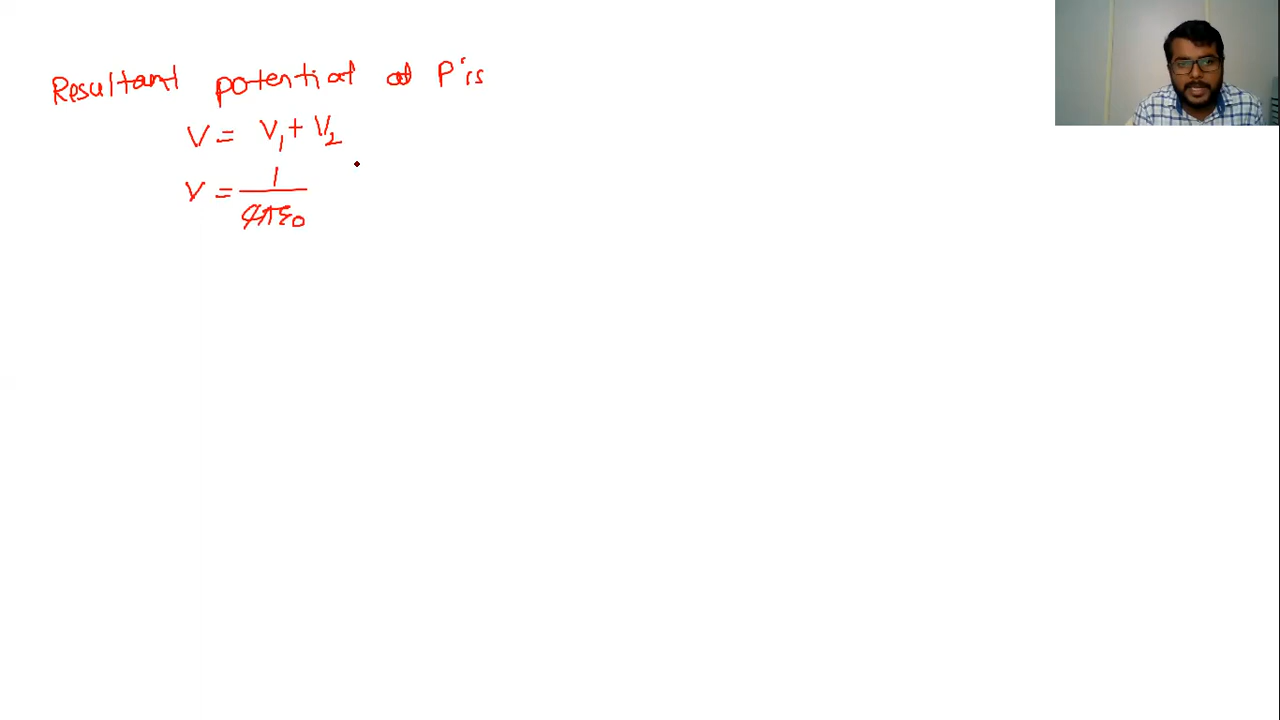 Resultant potential at P is
V = V₁ + V₂
V = 1/4πε₀